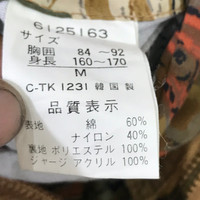 6125163
サイズ
胸囲 84 ~92
身長 160~170
M
C-TK 1231 韓国製
品質表示
表地 綿 60%
ナイロン 40%
裏地 ポリエステル 100%
ジャージ アクリル 100%